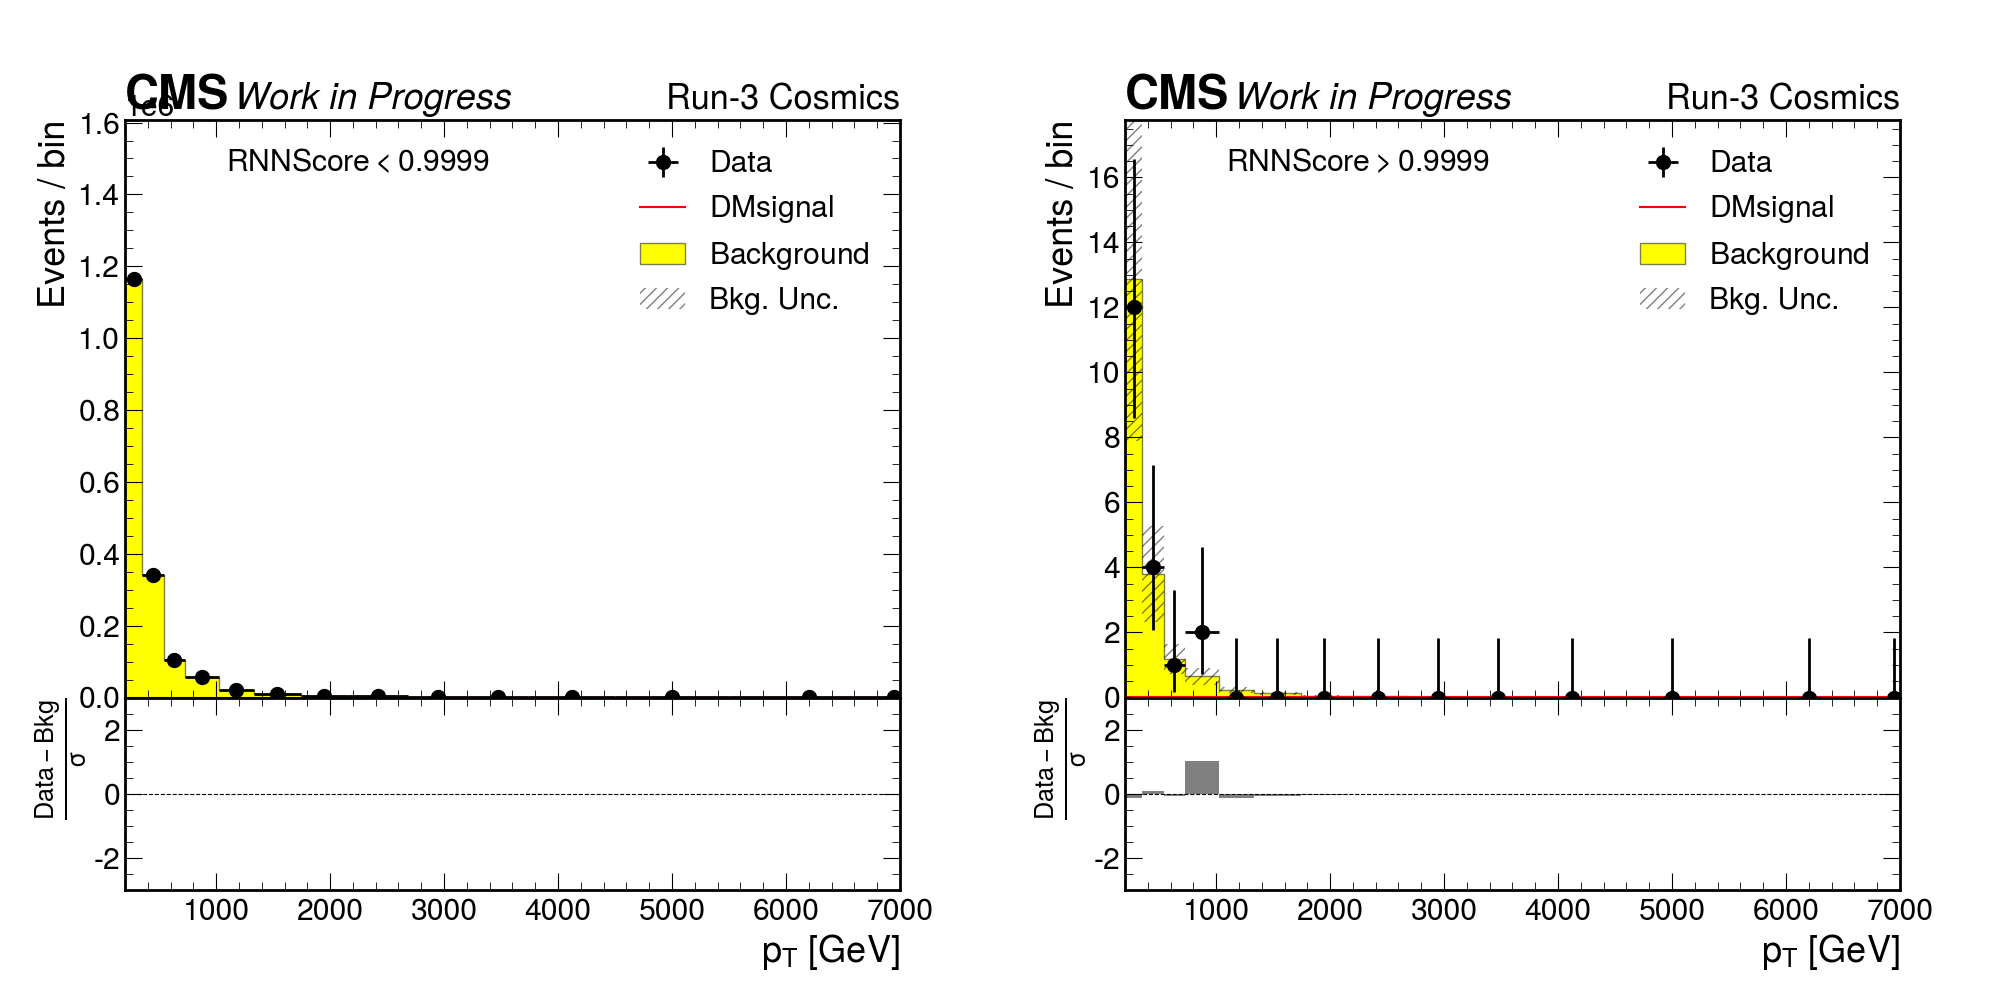 CMS Work in Progress Run-3 Cosmics
1e6
Events / bin
1.6
1.4
1.2
1.0
0.8
0.6
0.4
0.2
0.0
RNNScore < 0.9999
Data
DMsignal
Background
Bkg. Unc.
Data − Bkg
σ
2
0
-2
1000 2000 3000 4000 5000 6000 7000
pT [GeV]
CMS Work in Progress Run-3 Cosmics
Events / bin
16
14
12
10
8
6
4
2
0
RNNScore > 0.9999
Data
DMsignal
Background
Bkg. Unc.
Data − Bkg
σ
2
0
-2
1000 2000 3000 4000 5000 6000 7000
pT [GeV]